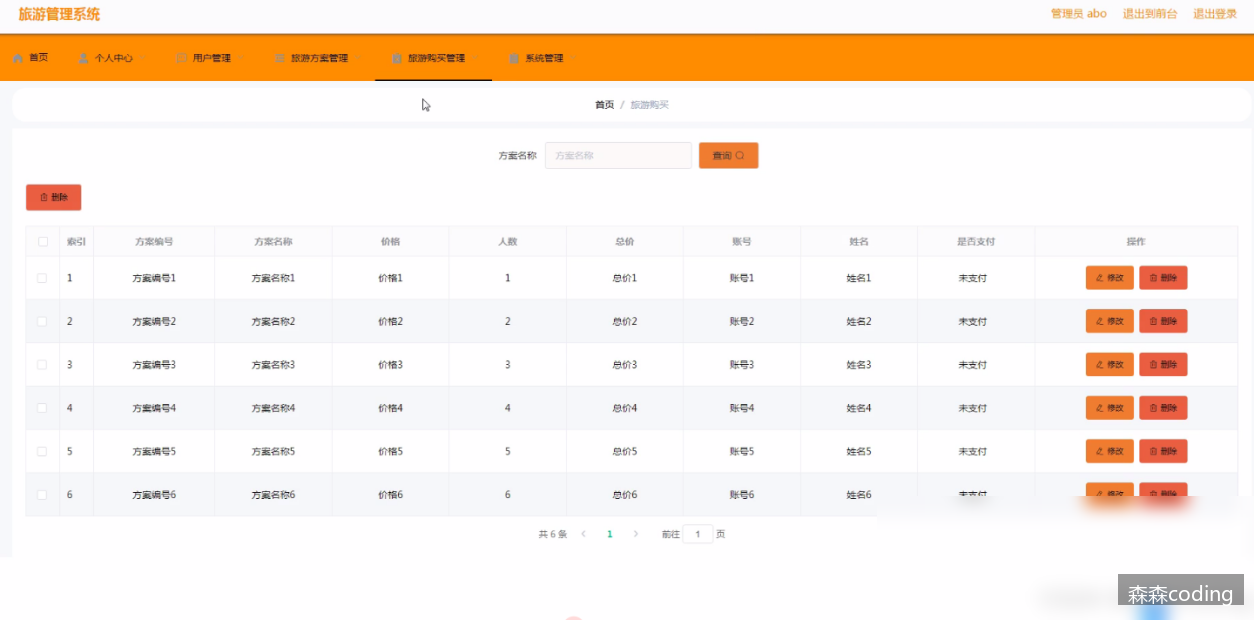 旅游管理系统 管理员 abo 退出到前台 退出登录
首页 个人中心 用户管理 旅游方案管理 旅游购买管理 系统管理
首页 / 旅游购买
方案名称 方案名称 查询
删除
索引 方案编号 方案名称 价格 人数 总价 账号 姓名 是否支付 操作
1 方案编号1 方案名称1 价格1 1 总价1 账号1 姓名1 未支付 修改 删除
2 方案编号2 方案名称2 价格2 2 总价2 账号2 姓名2 未支付 修改 删除
3 方案编号3 方案名称3 价格3 3 总价3 账号3 姓名3 未支付 修改 删除
4 方案编号4 方案名称4 价格4 4 总价4 账号4 姓名4 未支付 修改 删除
5 方案编号5 方案名称5 价格5 5 总价5 账号5 姓名5 未支付 修改 删除
6 方案编号6 方案名称6 价格6 6 总价6 账号6 姓名6 未支付 修改 删除
共 6 条 1 前往 1 页
森森coding